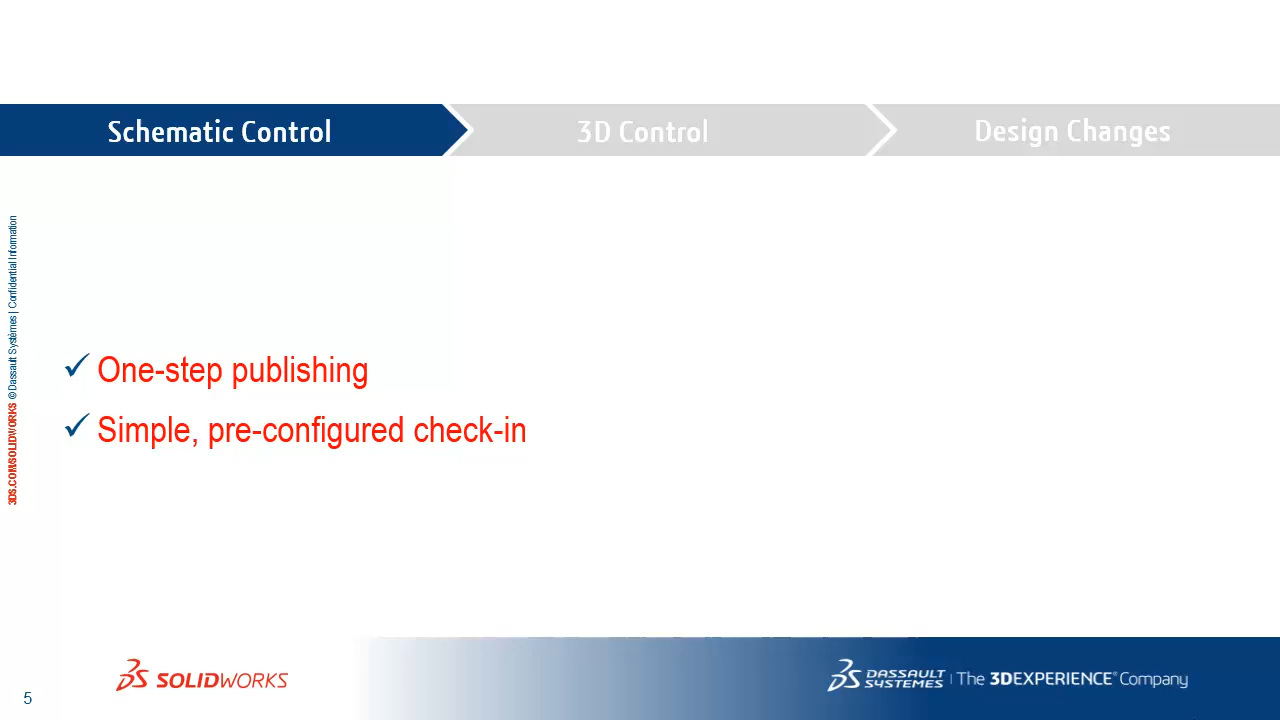 Schematic Control
3D Control
Design Changes
3DS.COM/SOLIDWORKS © Dassault Systèmes | Confidential Information
One-step publishing
Simple, pre-configured check-in
SOLIDWORKS
DASSAULT SYSTEMES | The 3DEXPERIENCE® Company
5